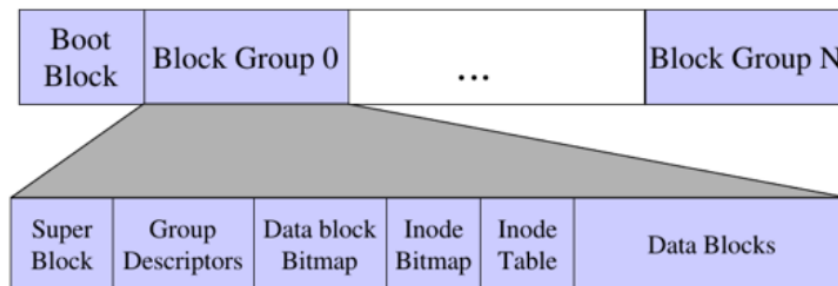 Boot
Block
Block Group 0
...
Block Group N
Super
Block
Group
Descriptors
Data block
Bitmap
Inode
Bitmap
Inode
Table
Data Blocks